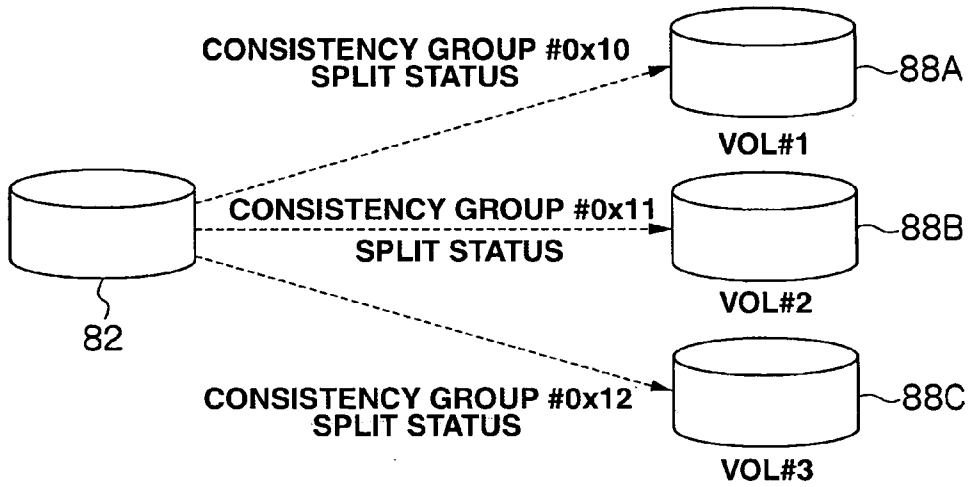 CONSISTENCY GROUP #0x10
SPLIT STATUS
88A
VOL#1
CONSISTENCY GROUP #0x11
SPLIT STATUS
88B
VOL#2
82
CONSISTENCY GROUP #0x12
SPLIT STATUS
88C
VOL#3